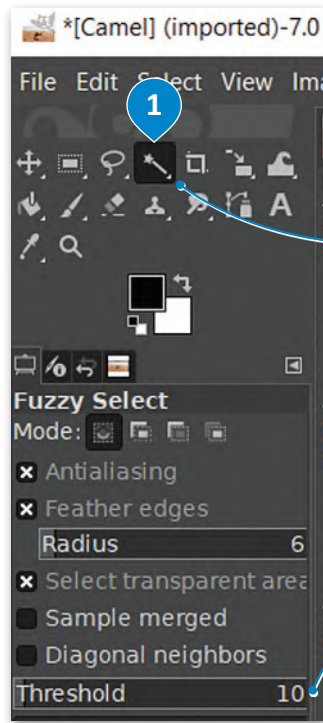 *[Camel] (imported)-7.0
File Edit Select View Ima
1
A
Fuzzy Select
Mode:
Antialiasing
Feather edges
Radius 6
Select transparent area
Sample merged
Diagonal neighbors
Threshold 10